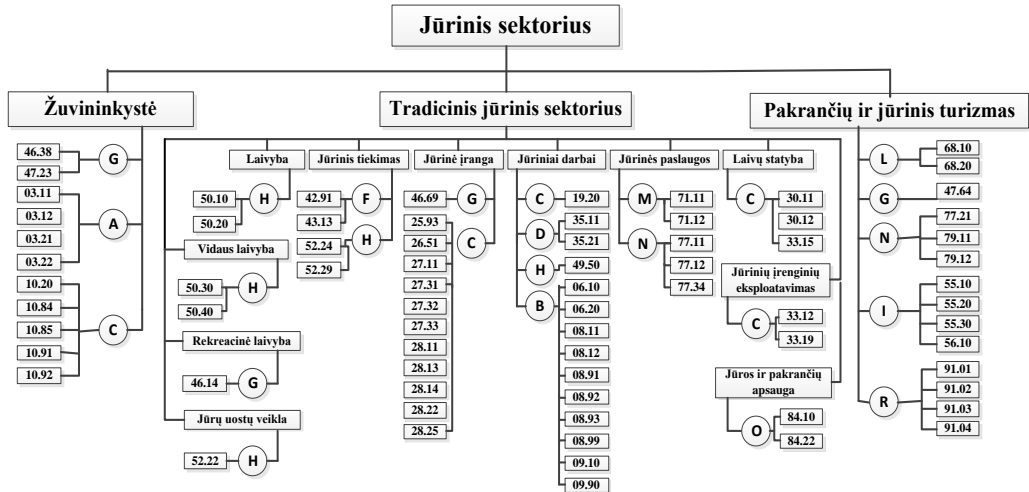 Jūrinis sektorius
Žuvininkystė
46.38
47.23
G
03.11
03.12
03.21
03.22
A
10.20
10.84
10.85
10.91
10.92
C
Tradicinis jūrinis sektorius
Laivyba
50.10
50.20
H
Vidaus laivyba
50.30
50.40
H
Rekreacinė laivyba
46.14
G
Jūrų uostų veikla
52.22
H
Jūrinis tiekimas
42.91
43.13
F
52.24
52.29
H
Jūrinė įranga
46.69
G
25.93
26.51
27.11
27.31
27.32
27.33
28.11
28.13
28.14
28.22
28.25
C
Jūriniai darbai
C
19.20
D
35.11
35.21
H
49.50
B
06.10
06.20
08.11
08.12
08.91
08.92
08.93
08.99
09.10
09.90
Jūrinės paslaugos
M
71.11
71.12
N
77.11
77.12
77.34
Laivų statyba
C
30.11
30.12
33.15
Jūrinių įrenginių
eksploatavimas
C
33.12
33.19
Jūros ir pakrančių
apsauga
O
84.10
84.22
Pakrančių ir jūrinis turizmas
L
68.10
68.20
G
47.64
N
77.21
79.11
79.12
I
55.10
55.20
55.30
56.10
R
91.01
91.02
91.03
91.04